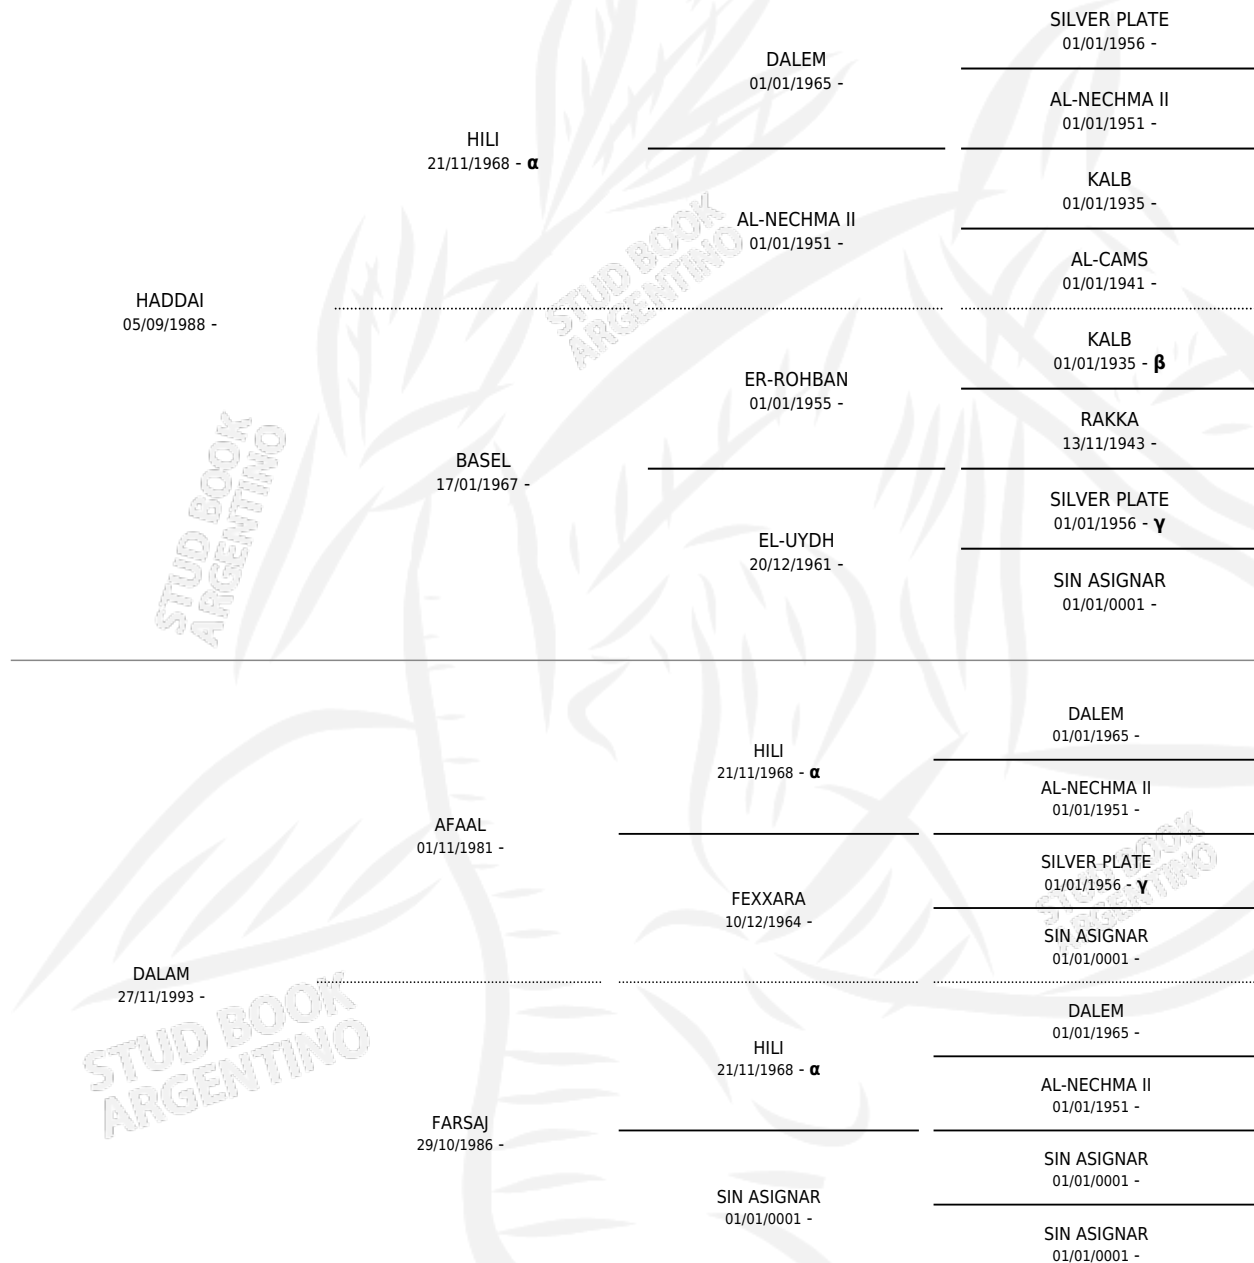 SILVER PLATE
01/01/1956 -
DALEM
01/01/1965 -
AL-NECHMA II
01/01/1951 -
HILI
21/11/1968 - α
KALB
01/01/1935 -
AL-NECHMA II
01/01/1951 -
AL-CAMS
01/01/1941 -
HADDAI
05/09/1988 -
KALB
01/01/1935 - β
ER-ROHBAN
01/01/1955 -
RAKKA
13/11/1943 -
BASEL
17/01/1967 -
SILVER PLATE
01/01/1956 - γ
EL-UYDH
20/12/1961 -
SIN ASIGNAR
01/01/0001 -
DALEM
01/01/1965 -
HILI
21/11/1968 - α
AL-NECHMA II
01/01/1951 -
AFAAL
01/11/1981 -
SILVER PLATE
01/01/1956 - γ
FEXXARA
10/12/1964 -
SIN ASIGNAR
01/01/0001 -
DALAM
27/11/1993 -
DALEM
01/01/1965 -
HILI
21/11/1968 - α
AL-NECHMA II
01/01/1951 -
FARSAJ
29/10/1986 -
SIN ASIGNAR
01/01/0001 -
SIN ASIGNAR
01/01/0001 -
SIN ASIGNAR
01/01/0001 -
STUD BOOK
ARGENTINO
STUD BOOK
ARGENTINO
STUD BOOK
ARGENTINO
STUD BOOK
ARGENTINO